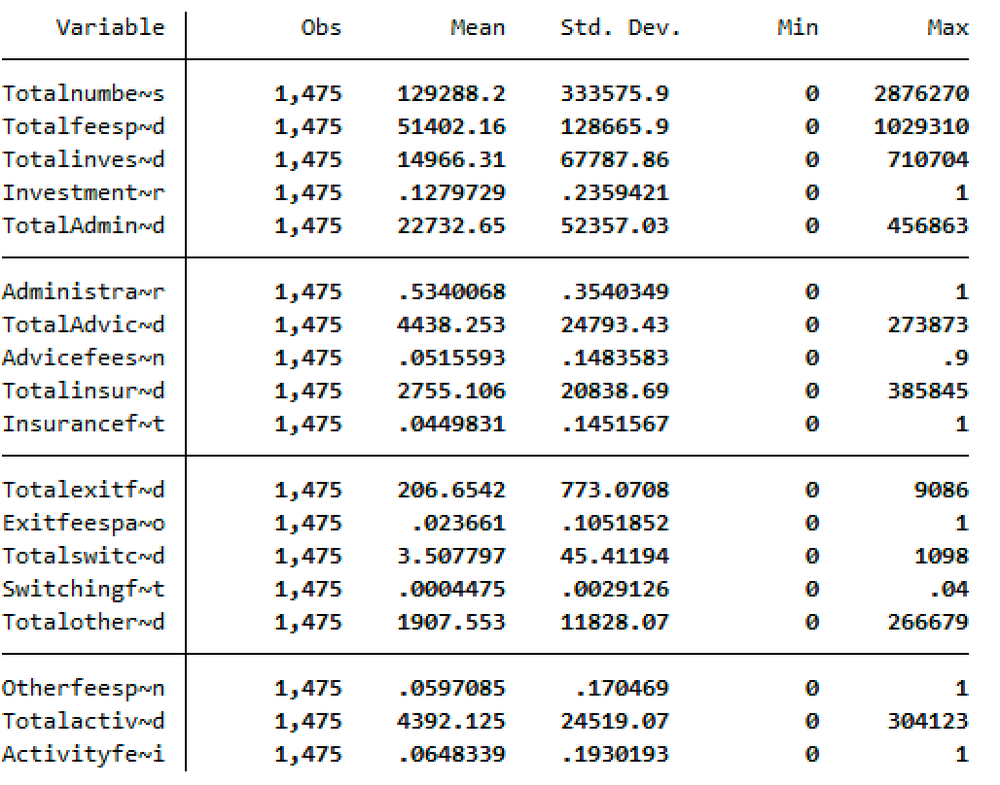 Variable Obs Mean Std. Dev. Min Max
Totalnumbe~s 1,475 129288.2 333575.9 0 2876270
Totalfeesp~d 1,475 51402.16 128665.9 0 1029310
Totalinves~d 1,475 14966.31 67787.86 0 710704
Investment~r 1,475 .1279729 .2359421 0 1
TotalAdmin~d 1,475 22732.65 52357.03 0 456863
Administra~r 1,475 .5340068 .3540349 0 1
TotalAdvic~d 1,475 4438.253 24793.43 0 273873
Advicefees~n 1,475 .0515593 .1483583 0 .9
Totalinsur~d 1,475 2755.106 20838.69 0 385845
Insurancef~t 1,475 .0449831 .1451567 0 1
Totalexitf~d 1,475 206.6542 773.0708 0 9086
Exitfeespa~o 1,475 .023661 .1051852 0 1
Totalswitc~d 1,475 3.507797 45.41194 0 1098
Switchingf~t 1,475 .0004475 .0029126 0 .04
Totalother~d 1,475 1907.553 11828.07 0 266679
Otherfeesp~n 1,475 .0597085 .170469 0 1
Totalactiv~d 1,475 4392.125 24519.07 0 304123
Activityfe~i 1,475 .0648339 .1930193 0 1